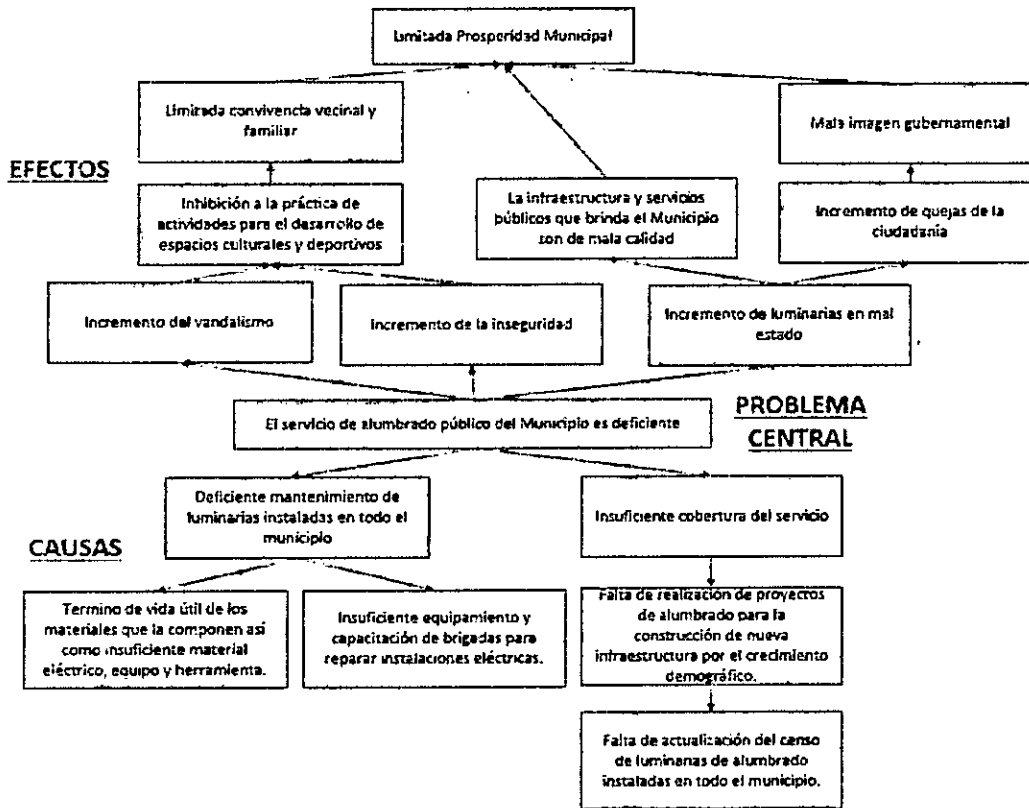 Limitada Prosperidad Municipal
Limitada convivencia vecinal y
familiar
Mala imagen gubernamental
EFECTOS
Inhibición a la práctica de
actividades para el desarrollo de
espacios culturales y deportivos
La infraestructura y servicios
públicos que brinda el Municipio
son de mala calidad
Incremento de quejas de la
ciudadanía
Incremento del vandalismo
Incremento de la inseguridad
Incremento de luminarias en mal
estado
El servicio de alumbrado público del Municipio es deficiente
PROBLEMA
CENTRAL
Deficiente mantenimiento de
luminarias instaladas en todo el
municipio
Insuficiente cobertura del servicio
CAUSAS
Termino de vida útil de los
materiales que la componen así
como insuficiente material
eléctrico, equipo y herramienta.
Insuficiente equipamiento y
capacitación de brigadas para
reparar instalaciones eléctricas.
Falta de realización de proyectos
de alumbrado para la
construcción de nueva
infraestructura por el crecimiento
demográfico.
Falta de actualización del censo
de luminarias de alumbrado
instaladas en todo el municipio.